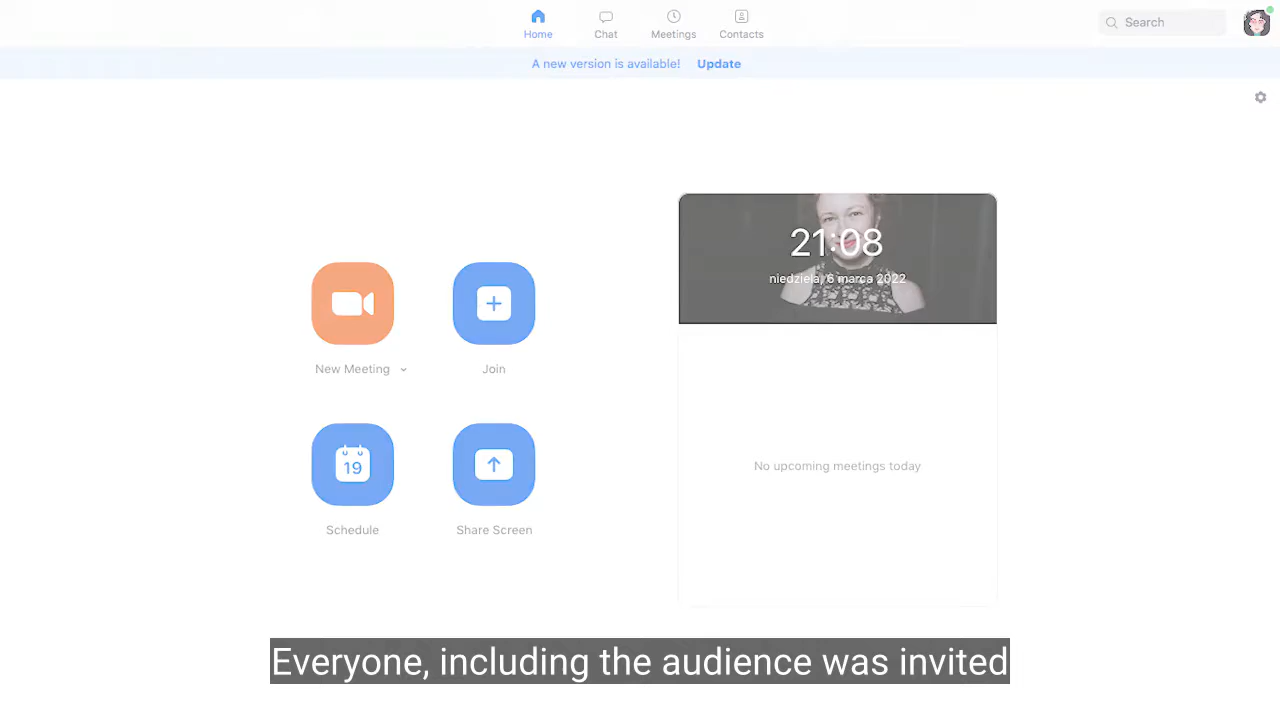 Home
Chat
Meetings
Contacts
Search
A new version is available! Update
21:08
niedziela, 6 marca 2022
New Meeting
Join
19
Schedule
Share Screen
No upcoming meetings today
Everyone, including the audience was invited